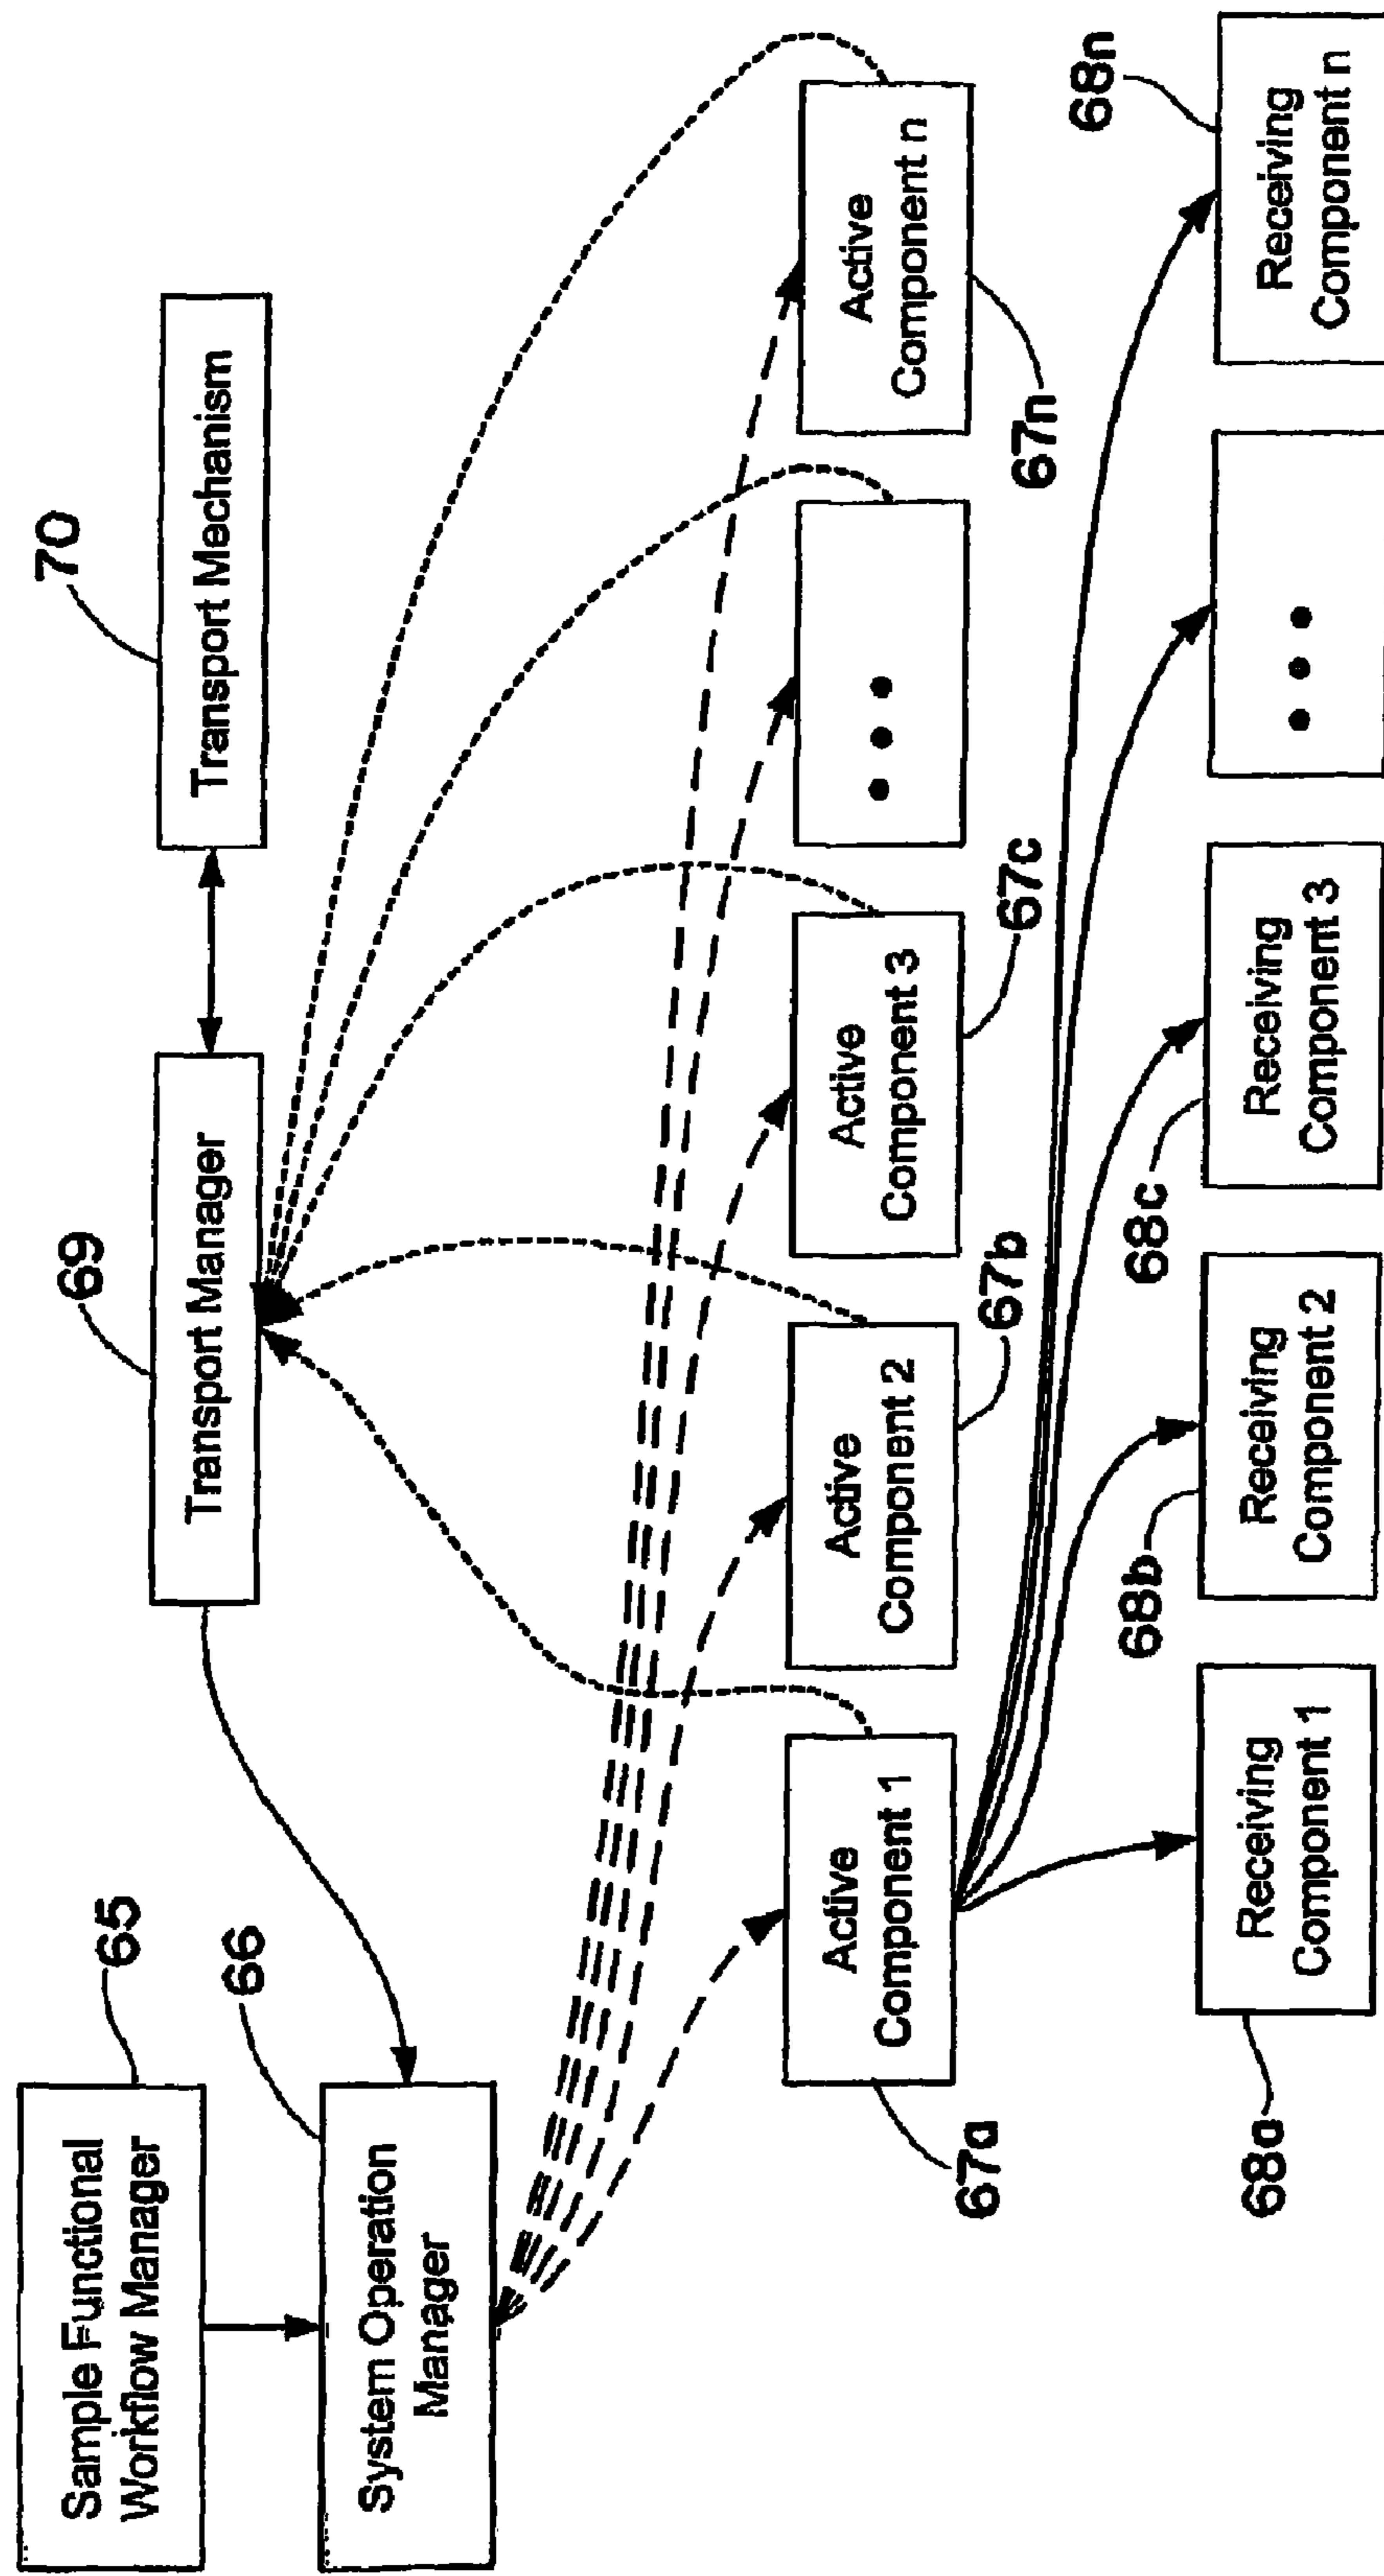 65
Sample Functional
Workflow Manager
66
System Operation
Manager
69
Transport Manager
70
Transport Mechanism
Active
Component 1
67a
Active
Component 2
67b
Active
Component 3
67c
• • •
Active
Component n
67n
Receiving
Component 1
68a
Receiving
Component 2
68b
Receiving
Component 3
68c
• • •
Receiving
Component n
68n